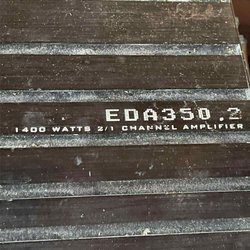 EDA350.2
1400 WATTS 2/1 CHANNEL AMPLIFIER